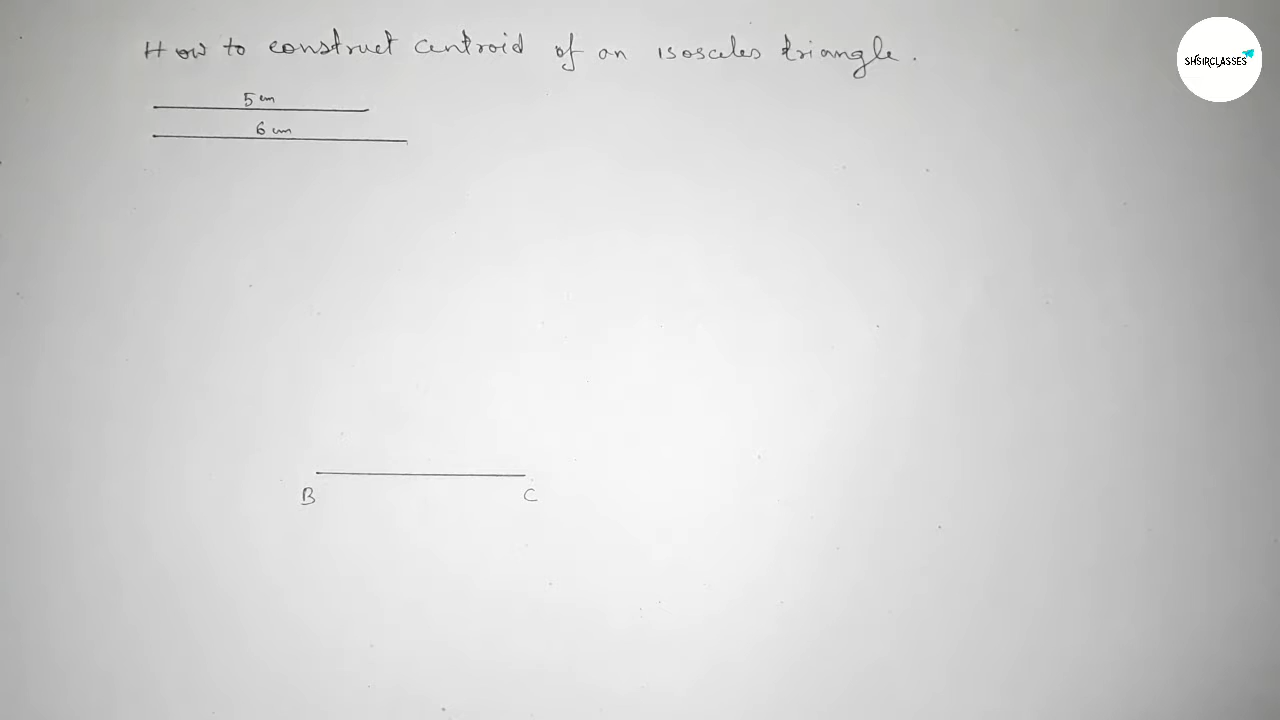 How to construct centroid of an isosceles triangle.
SHSIRCLASSES
5 cm
6 cm
B
C